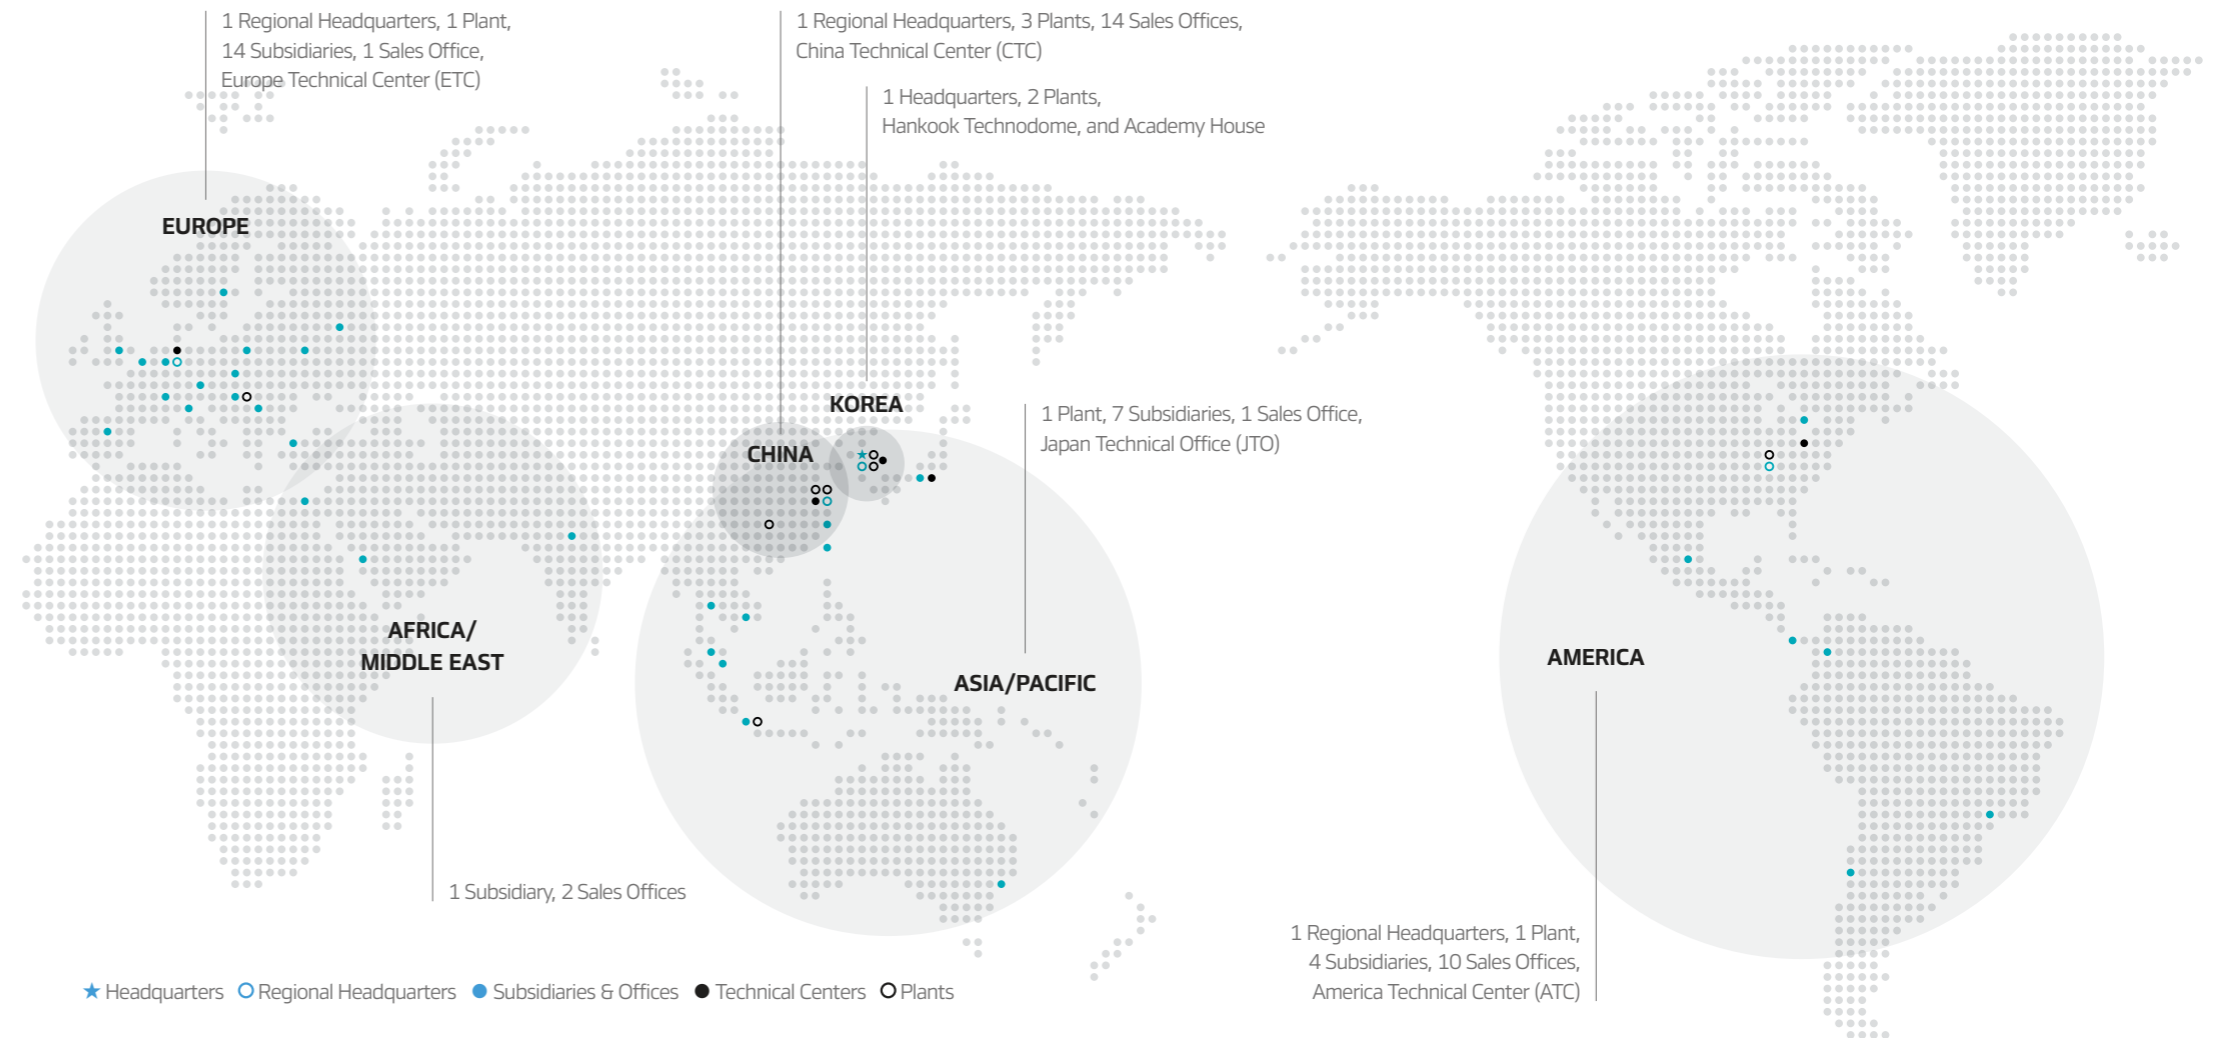 1 Regional Headquarters, 1 Plant,
14 Subsidiaries, 1 Sales Office,
Europe Technical Center (ETC)
EUROPE
1 Regional Headquarters, 3 Plants, 14 Sales Offices,
China Technical Center (CTC)
CHINA
1 Headquarters, 2 Plants,
Hankook Technodome, and Academy House
KOREA
1 Plant, 7 Subsidiaries, 1 Sales Office,
Japan Technical Office (JTO)
ASIA/PACIFIC
AFRICA/
MIDDLE EAST
1 Subsidiary, 2 Sales Offices
AMERICA
1 Regional Headquarters, 1 Plant,
4 Subsidiaries, 10 Sales Offices,
America Technical Center (ATC)
★ Headquarters Regional Headquarters Subsidiaries & Offices Technical Centers Plants